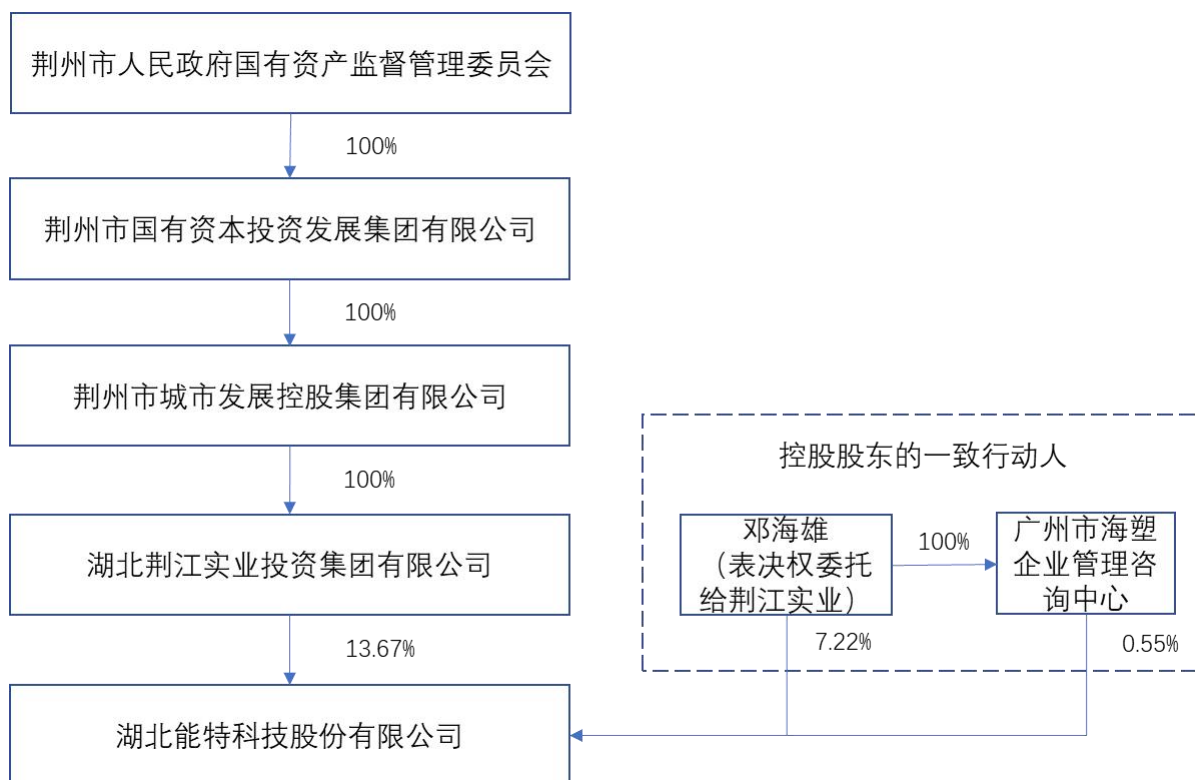 荆州市人民政府国有资产监督管理委员会
100%
荆州市国有资本投资发展集团有限公司
100%
荆州市城市发展控股集团有限公司
100%
湖北荆江实业投资集团有限公司
13.67%
湖北能特科技股份有限公司
控股股东的一致行动人
邓海雄
（表决权委托
给荆江实业）
100%
广州市海塑
企业管理咨
询中心
7.22%
0.55%